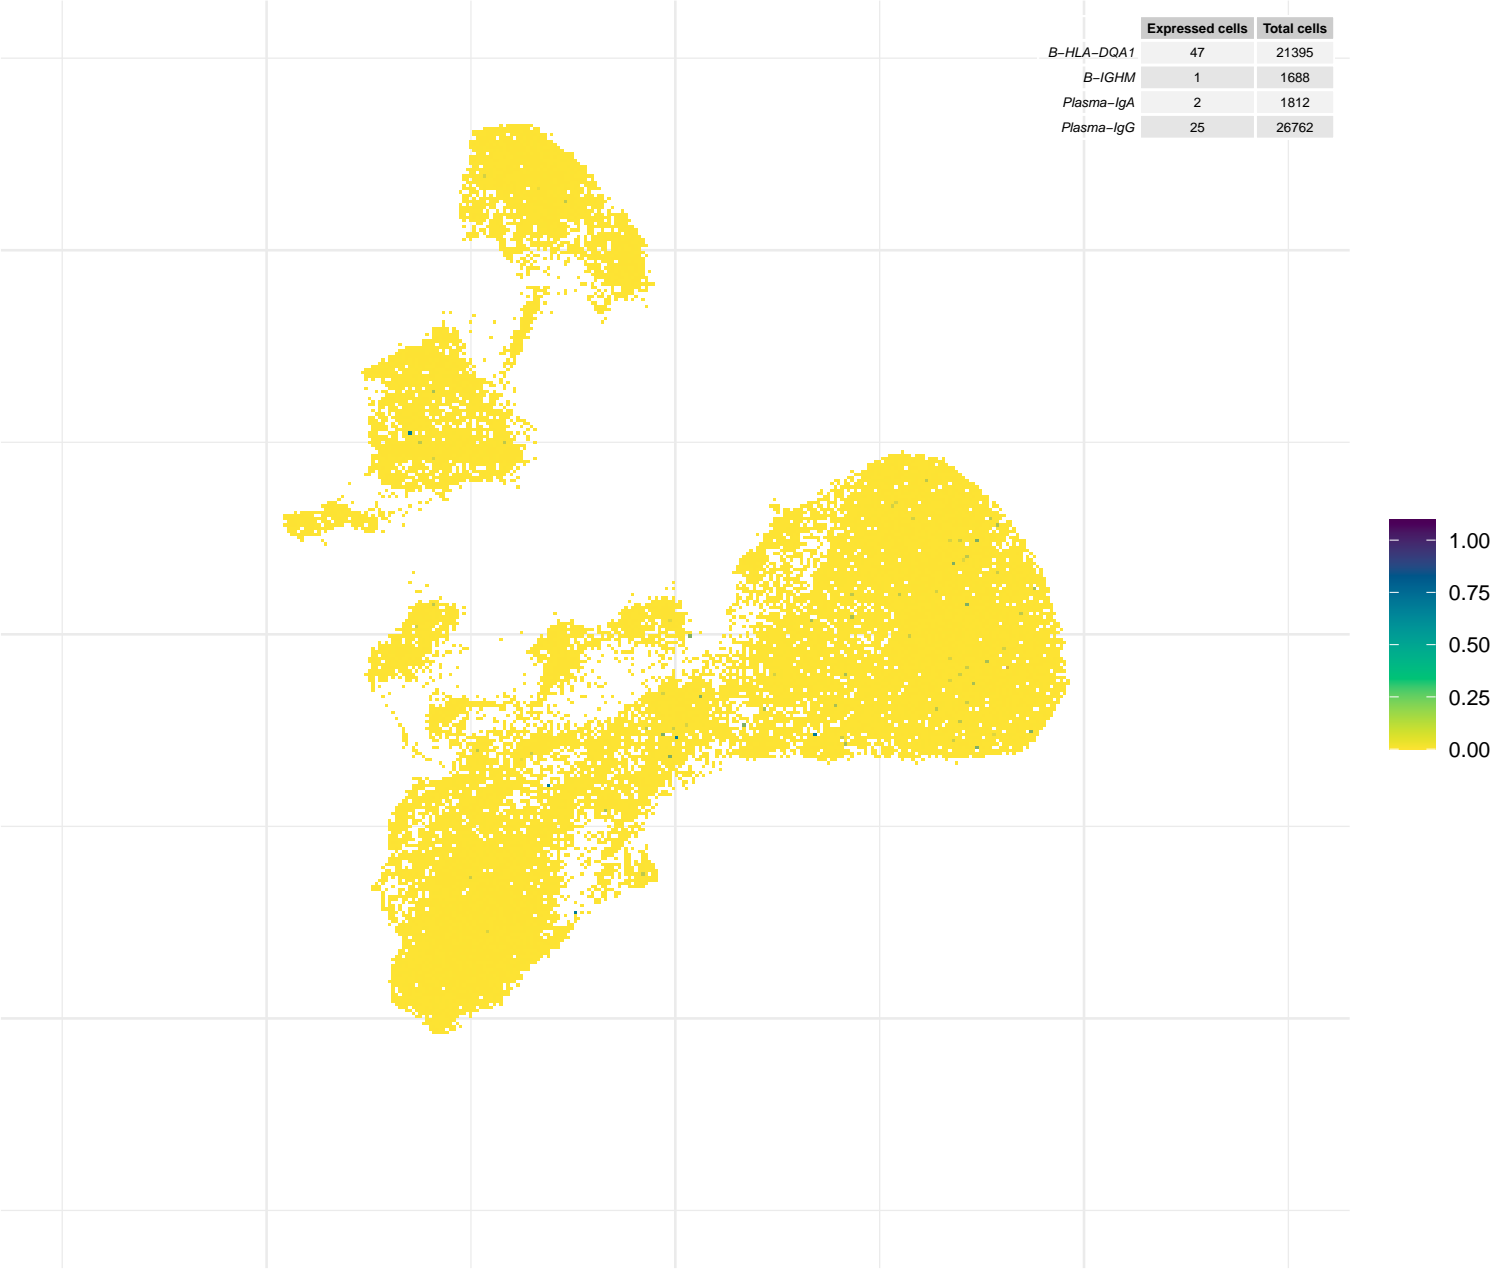 Expressed cells Total cells
B−HLA−DQA1 47 21395
B−IGHM 1 1688
Plasma−IgA 2 1812
Plasma−IgG 25 26762
1.00
0.75
0.50
0.25
0.00